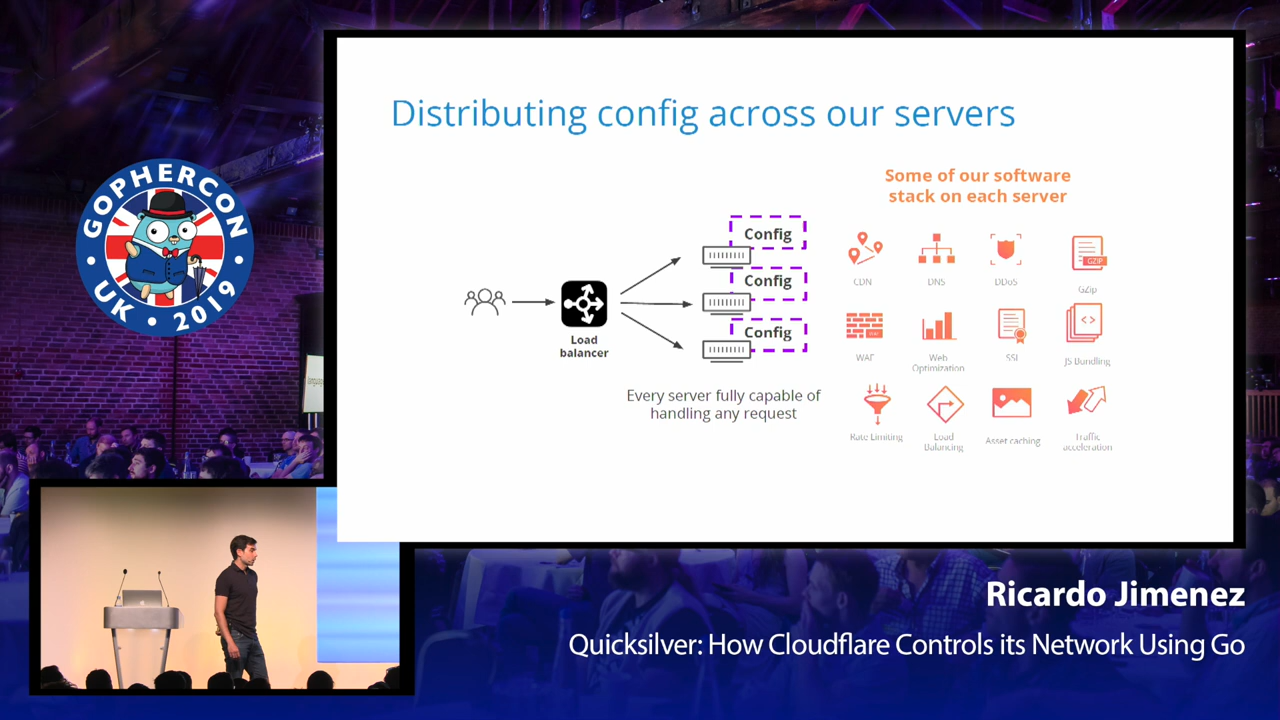 GOPHERCON
UK
2019
Distributing config across our servers
Some of our software
stack on each server
Config
Config
Config
Load
balancer
Every server fully capable of
handling any request
CDN
DNS
DDoS
GZIP
GZip
WAF
Web
Optimization
SSL
JS Bundling
Rate Limiting
Load
Balancing
Asset caching
Traffic
acceleration
Ricardo Jimenez
Quicksilver: How Cloudflare Controls its Network Using Go